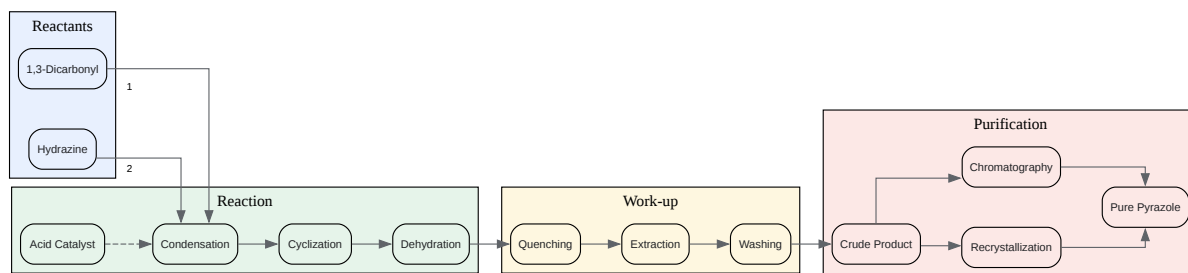 Reactants
1,3-Dicarbonyl
1
Hydrazine
2
Reaction
Acid Catalyst
Condensation
Cyclization
Dehydration
Work-up
Quenching
Extraction
Washing
Purification
Crude Product
Chromatography
Recrystallization
Pure Pyrazole